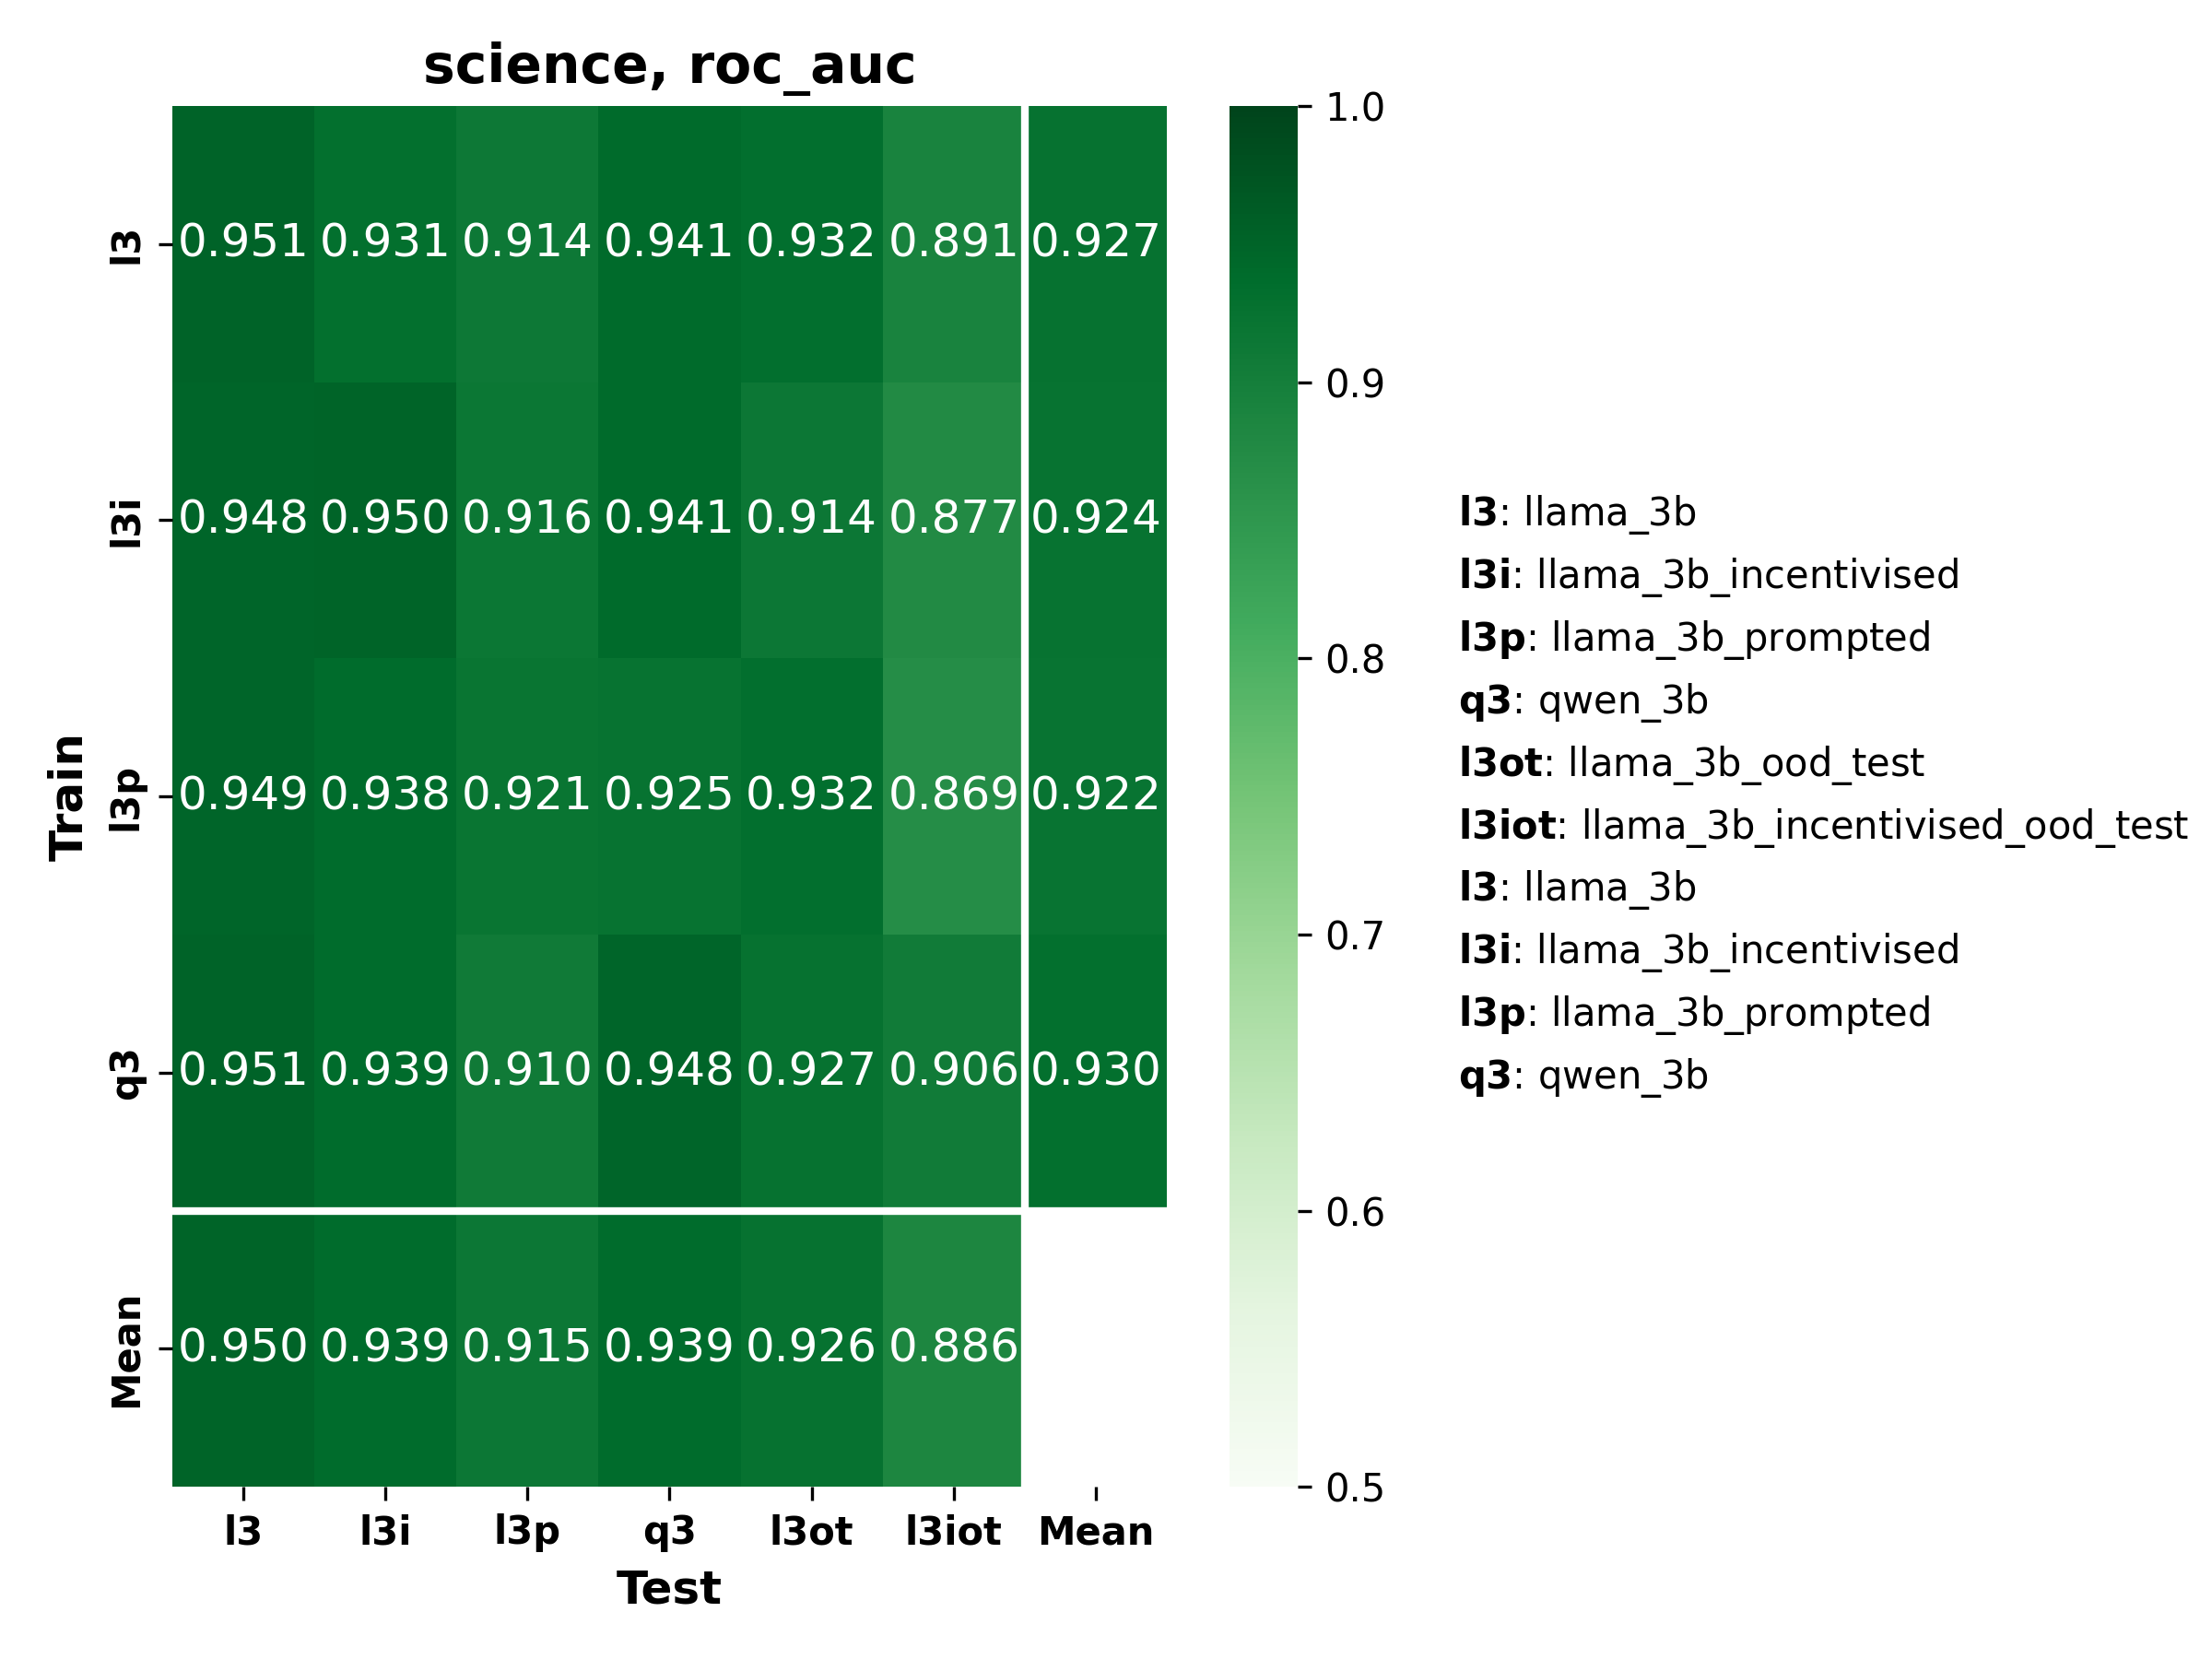 science, roc_auc
Train
l3 0.951 0.931 0.914 0.941 0.932 0.891 0.927
l3i 0.948 0.950 0.916 0.941 0.914 0.877 0.924
l3p 0.949 0.938 0.921 0.925 0.932 0.869 0.922
q3 0.951 0.939 0.910 0.948 0.927 0.906 0.930
Mean 0.950 0.939 0.915 0.939 0.926 0.886
l3 l3i l3p q3 l3ot l3iot Mean
Test
1.0
0.9
0.8
0.7
0.6
0.5
l3: llama_3b
l3i: llama_3b_incentivised
l3p: llama_3b_prompted
q3: qwen_3b
l3ot: llama_3b_ood_test
l3iot: llama_3b_incentivised_ood_test
l3: llama_3b
l3i: llama_3b_incentivised
l3p: llama_3b_prompted
q3: qwen_3b